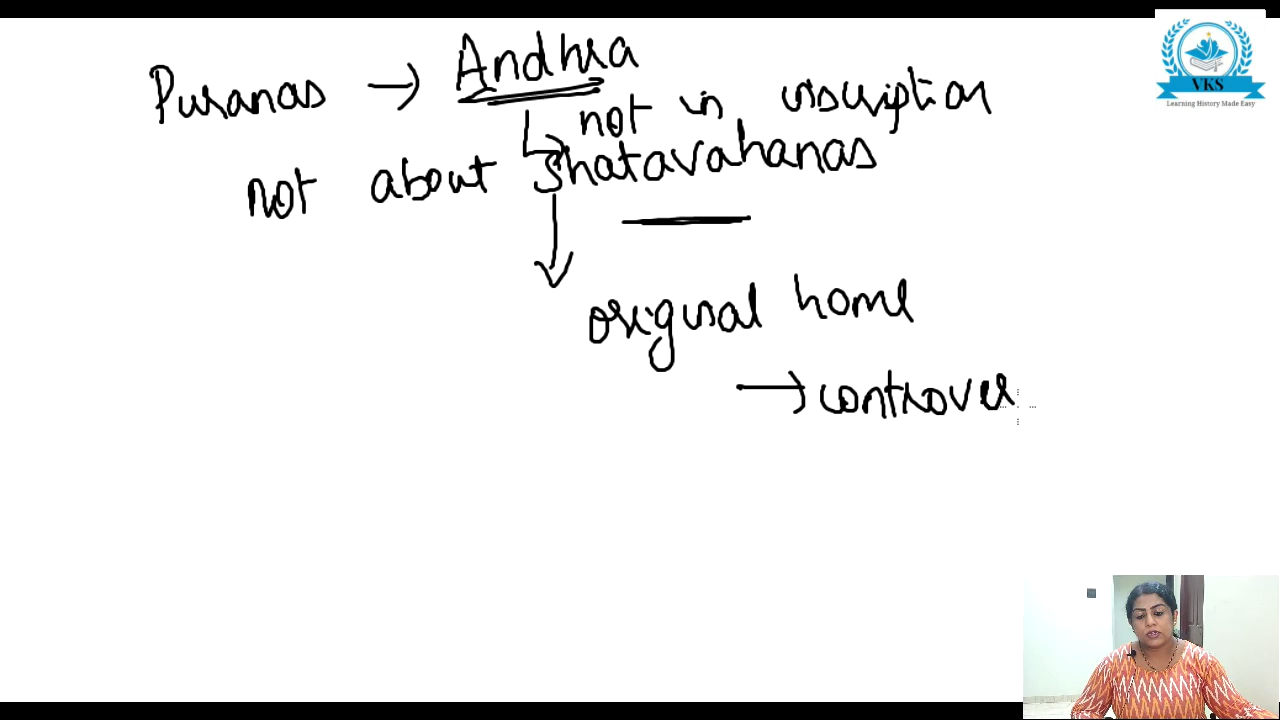 Puranas → Andhra
not in inscription
not about Shatavahanas
original home
→ controver
VKS
Learning History Made Easy